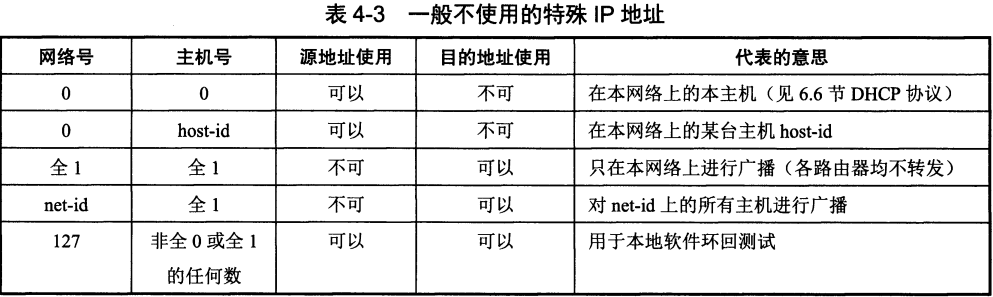 表 4-3 一般不使用的特殊 IP 地址
网络号 主机号 源地址使用 目的地址使用 代表的意思
0 0 可以 不可 在本网络上的本主机（见 6.6 节 DHCP 协议）
0 host-id 可以 不可 在本网络上的某台主机 host-id
全 1 全 1 不可 可以 只在本网络上进行广播（各路由器均不转发）
net-id 全 1 不可 可以 对 net-id 上的所有主机进行广播
127 非全 0 或全 1 可以 可以 用于本地软件环回测试
的任何数